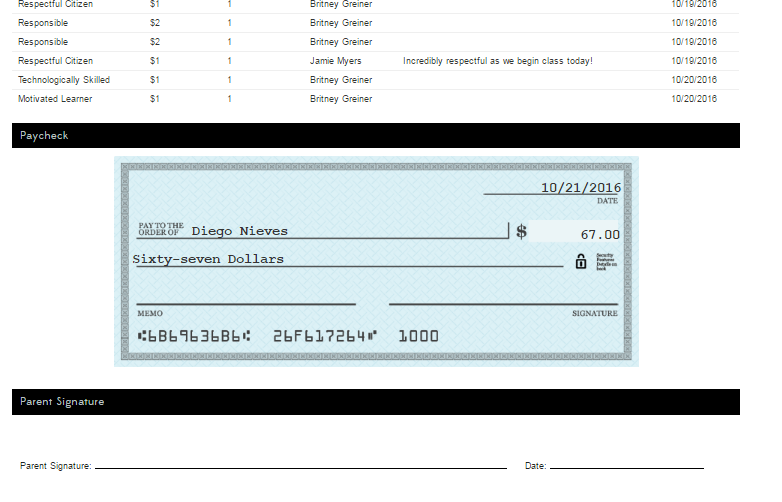 Respectful Citizen $1 1 Britney Greiner 10/19/2016
Responsible $2 1 Britney Greiner 10/19/2016
Responsible $2 1 Britney Greiner 10/19/2016
Respectful Citizen $1 1 Jamie Myers Incredibly respectful as we begin class today! 10/19/2016
Technologically Skilled $1 1 Britney Greiner 10/20/2016
Motivated Learner $1 1 Britney Greiner 10/20/2016
Paycheck
10/21/2016
DATE
PAY TO THE
ORDER OF Diego Nieves $ 67.00
Sixty-seven Dollars
Security
Features
Details on
back
MEMO SIGNATURE
⑆6B69636B6⑆ 26F617264⑈ 1000
Parent Signature
Parent Signature: Date: